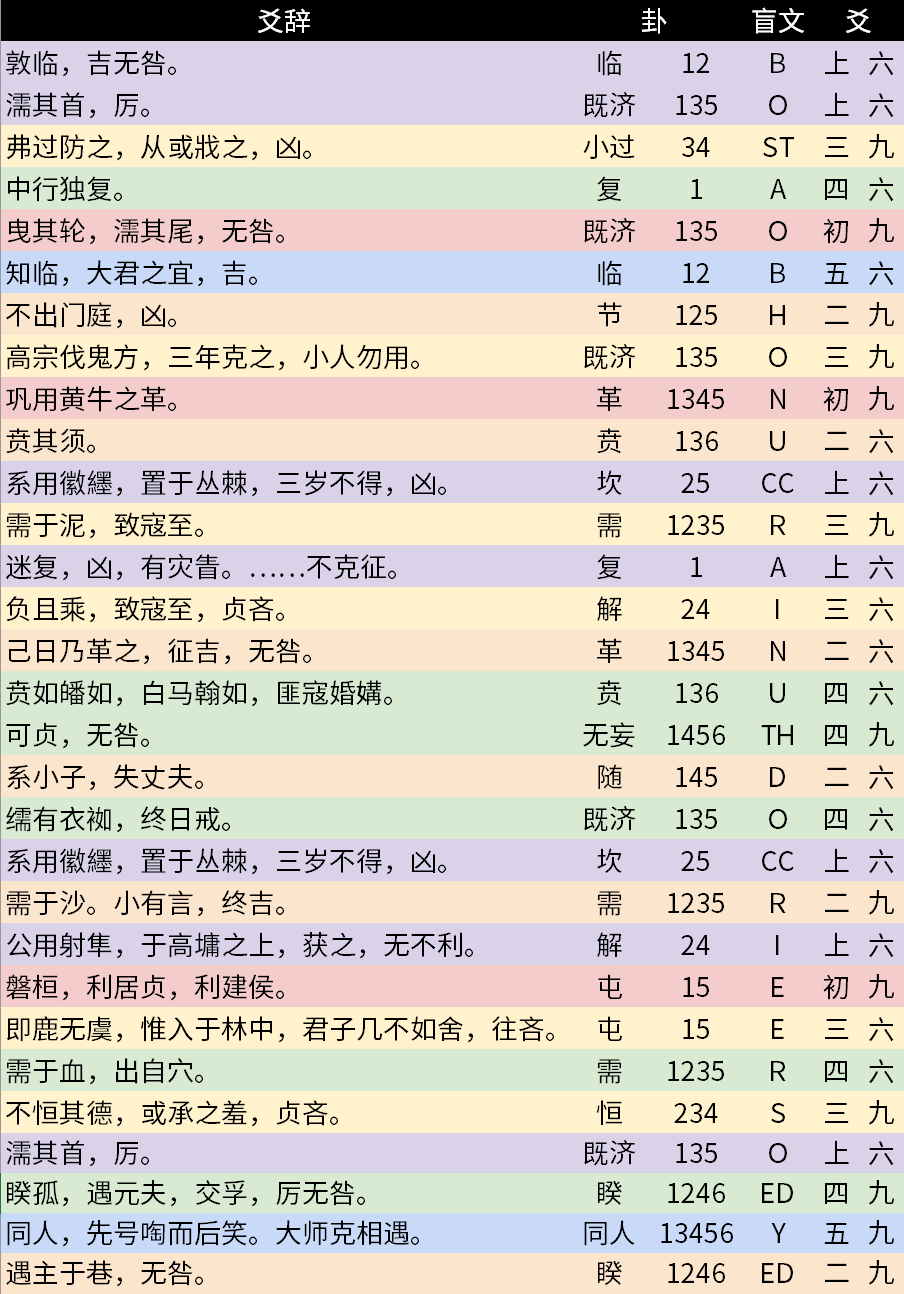 爻辞 卦 盲文 爻
敦临，吉无咎。 临 12 B 上 六
濡其首，厉。 既济 135 O 上 六
弗过防之，从或戕之，凶。 小过 34 ST 三 九
中行独复。 复 1 A 四 六
曳其轮，濡其尾，无咎。 既济 135 O 初 九
知临，大君之宜，吉。 临 12 B 五 六
不出门庭，凶。 节 125 H 二 九
高宗伐鬼方，三年克之，小人勿用。 既济 135 O 三 九
巩用黄牛之革。 革 1345 N 初 九
贲其须。 贲 136 U 二 六
系用徽纆，置于丛棘，三岁不得，凶。 坎 25 CC 上 六
需于泥，致寇至。 需 1235 R 三 九
迷复，凶，有灾眚。……不克征。 复 1 A 上 六
负且乘，致寇至，贞吝。 解 24 I 三 六
己日乃革之，征吉，无咎。 革 1345 N 二 六
贲如皤如，白马翰如，匪寇婚媾。 贲 136 U 四 六
可贞，无咎。 无妄 1456 TH 四 九
系小子，失丈夫。 随 145 D 二 六
繻有衣袽，终日戒。 既济 135 O 四 六
系用徽纆，置于丛棘，三岁不得，凶。 坎 25 CC 上 六
需于沙。小有言，终吉。 需 1235 R 二 九
公用射隼，于高墉之上，获之，无不利。 解 24 I 上 六
磐桓，利居贞，利建侯。 屯 15 E 初 九
即鹿无虞，惟入于林中，君子几不如舍，往吝。 屯 15 E 三 六
需于血，出自穴。 需 1235 R 四 六
不恒其德，或承之羞，贞吝。 恒 234 S 三 九
濡其首，厉。 既济 135 O 上 六
睽孤，遇元夫，交孚，厉无咎。 睽 1246 ED 四 九
同人，先号啕而后笑。大师克相遇。 同人 13456 Y 五 九
遇主于巷，无咎。 睽 1246 ED 二 九